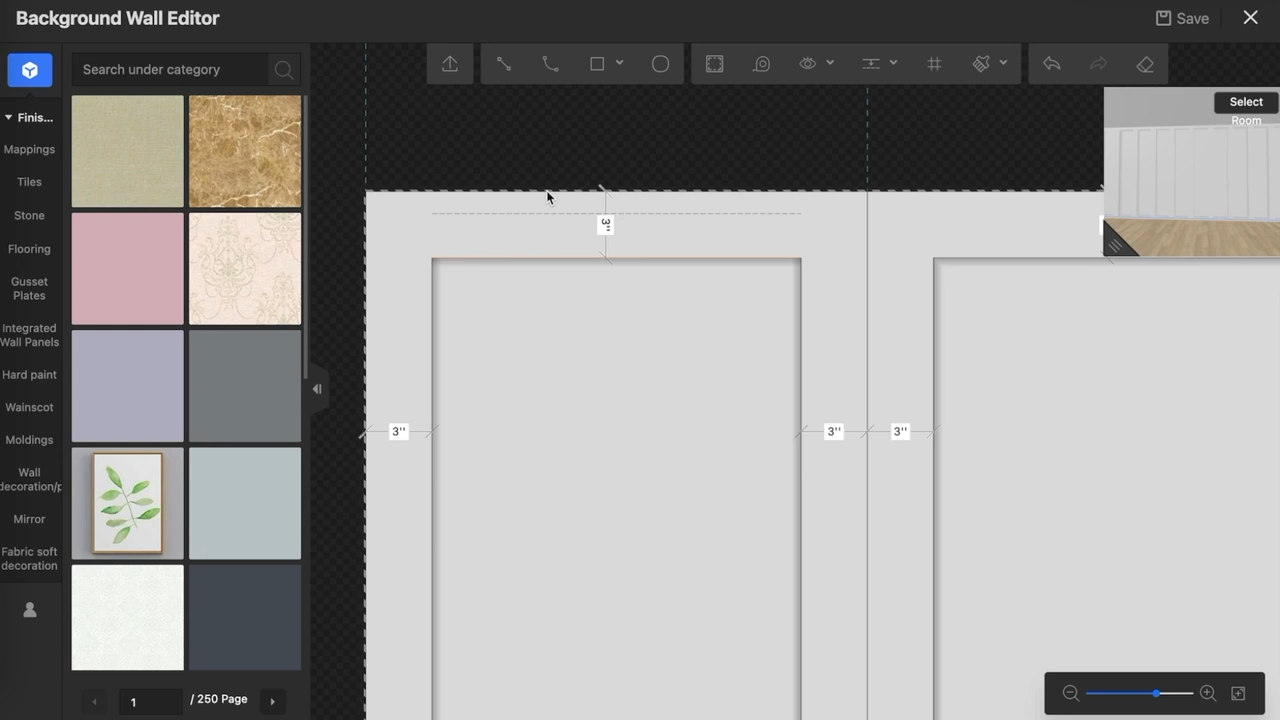 Background Wall Editor
Save
Search under category
Select
Room
Finis...
Mappings
Tiles
Stone
Flooring
Gusset
Plates
Integrated
Wall Panels
Hard paint
Wainscot
Moldings
Wall
decoration/p
Mirror
Fabric soft
decoration
3''
3''
3''
3''
1
/ 250 Page